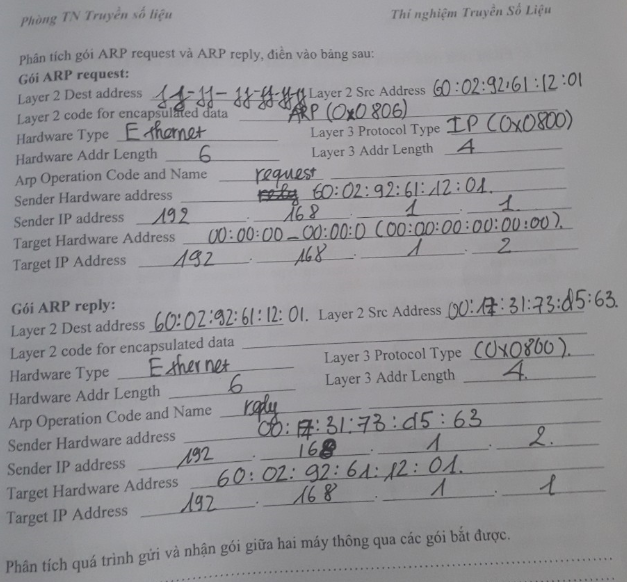 Phòng TN Truyền số liệu Thí nghiệm Truyền Số Liệu
Phân tích gói ARP request và ARP reply, điền vào bảng sau:
Gói ARP request:
Layer 2 Dest address ff-ff-ff-ff-ff-ff Layer 2 Src Address 60:02:92:61:12:01
Layer 2 code for encapsulated data ARP (0x0806)
Hardware Type Ethernet Layer 3 Protocol Type IP (0x0800)
Hardware Addr Length 6 Layer 3 Addr Length 4
Arp Operation Code and Name request
Sender Hardware address 60:02:92:61:12:01.
Sender IP address 192 . 168 . 1 . 1
Target Hardware Address 00:00:00_00:00:0 (00:00:00:00:00:00).
Target IP Address 192 . 168 . 1 . 2
Gói ARP reply:
Layer 2 Dest address 60:02:92:61:12:01. Layer 2 Src Address 00:17:31:73:d5:63.
Layer 2 code for encapsulated data
Hardware Type Ethernet Layer 3 Protocol Type (0x0800).
Hardware Addr Length 6 Layer 3 Addr Length 4.
Arp Operation Code and Name reply
Sender Hardware address 00:17:31:73:d5:63
Sender IP address 192 . 168 . 1 . 2.
Target Hardware Address 60:02:92:61:12:01.
Target IP Address 192 . 168 . 1 . 1
Phân tích quá trình gửi và nhận gói giữa hai máy thông qua các gói bắt được.